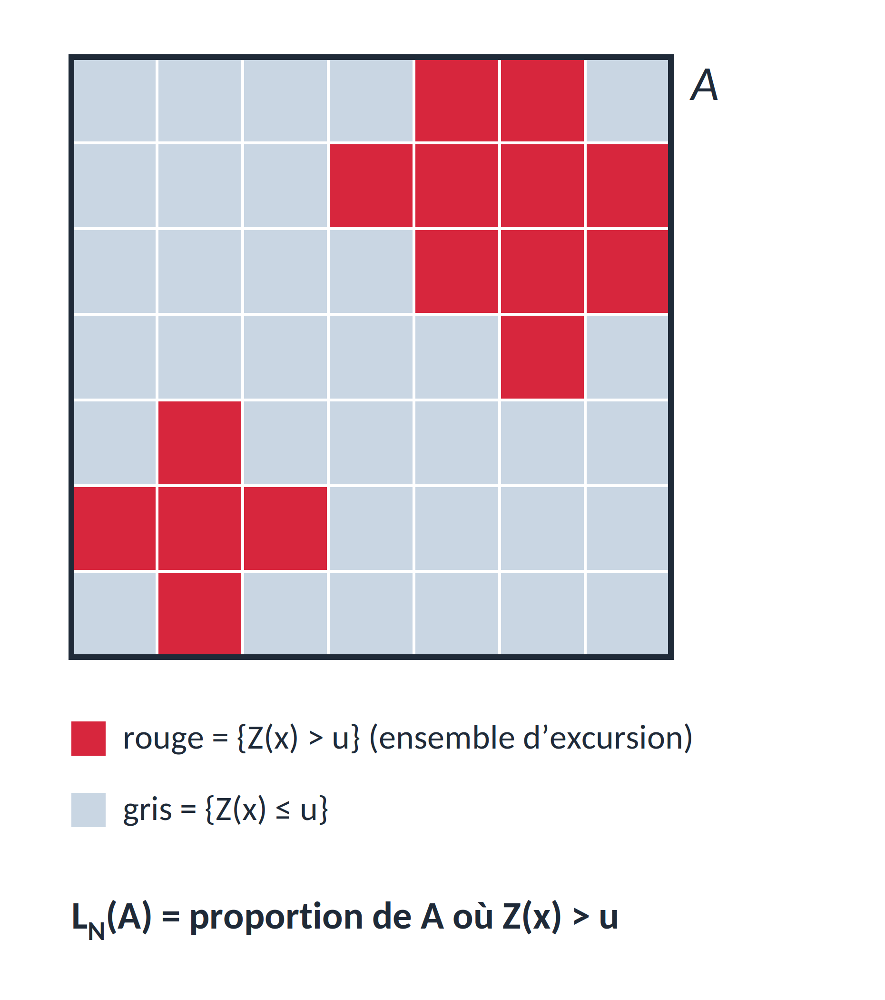 A
rouge = {Z(x) > u} (ensemble d’excursion)
gris = {Z(x) ≤ u}
L_N(A) = proportion de A où Z(x) > u